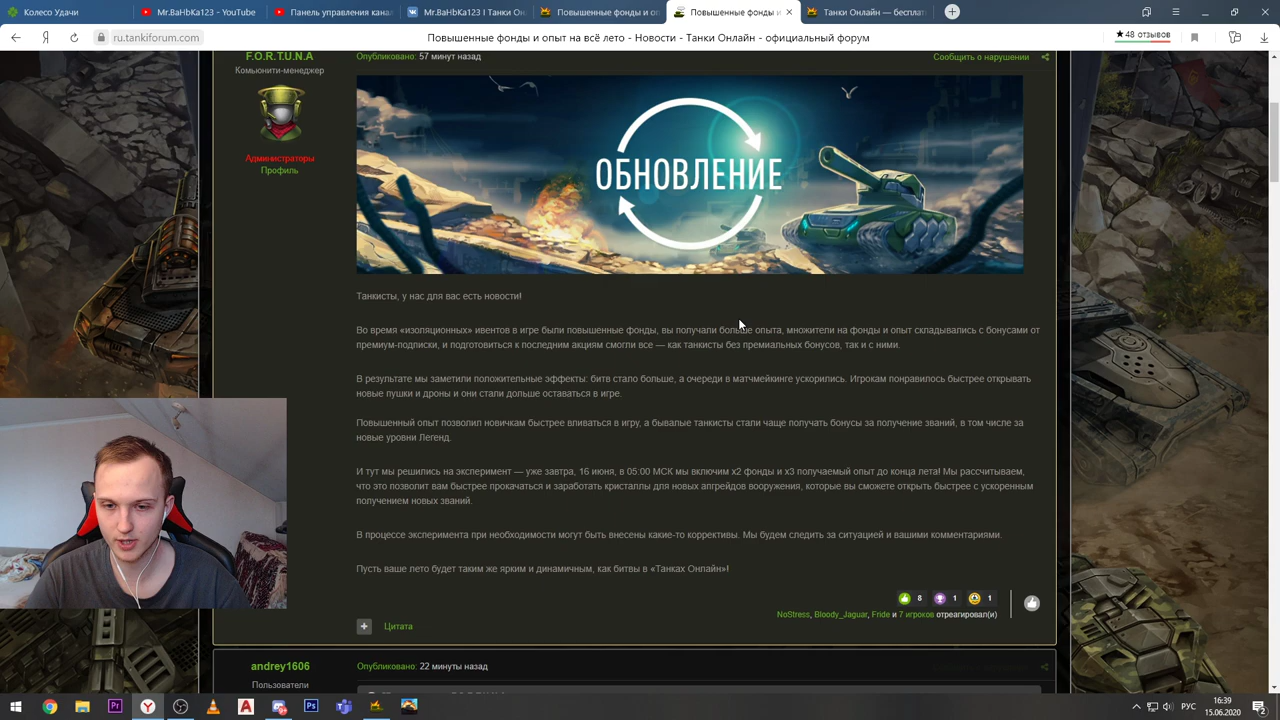 Колесо Удачи
Mr.BaHbKa123 - YouTube
Панель управления кана
Mr.BaHbKa123 I Танки Он
Повышенные фонды и оп
Повышенные фонды и
Танки Онлайн — бесплат
ru.tankiforum.com
Повышенные фонды и опыт на всё лето - Новости - Танки Онлайн - официальный форум
★48 отзывов
F.O.R.T.U.N.A
Комьюнити-менеджер
Администраторы
Профиль
Опубликовано: 57 минут назад
Сообщить о нарушении
ОБНОВЛЕНИЕ
Танкисты, у нас для вас есть новости!
Во время «изоляционных» ивентов в игре были повышенные фонды, вы получали больше опыта, множители на фонды и опыт складывались с бонусами от
премиум-подписки, и подготовиться к последним акциям смогли все — как танкисты без премиальных бонусов, так и с ними.
В результате мы заметили положительные эффекты: битв стало больше, а очереди в матчмейкинге ускорились. Игрокам понравилось быстрее открывать
новые пушки и дроны и они стали дольше оставаться в игре.
Повышенный опыт позволил новичкам быстрее вливаться в игру, а бывалые танкисты стали чаще получать бонусы за получение званий, в том числе за
новые уровни Легенд.
И тут мы решились на эксперимент — уже завтра, 16 июня, в 05:00 МСК мы включим х2 фонды и х3 получаемый опыт до конца лета! Мы рассчитываем,
что это позволит вам быстрее прокачаться и заработать кристаллы для новых апгрейдов вооружения, которые вы сможете открыть быстрее с ускоренным
получением новых званий.
В процессе эксперимента при необходимости могут быть внесены какие-то коррективы. Мы будем следить за ситуацией и вашими комментариями.
Пусть ваше лето будет таким же ярким и динамичным, как битвы в «Танках Онлайн»!
8 1 1
NoStress, Bloody_Jaguar, Fride и 7 игроков отреагировал(и)
+ Цитата
andrey1606
Пользователи
Опубликовано: 22 минуты назад
РУС
16:39
15.06.2020
2